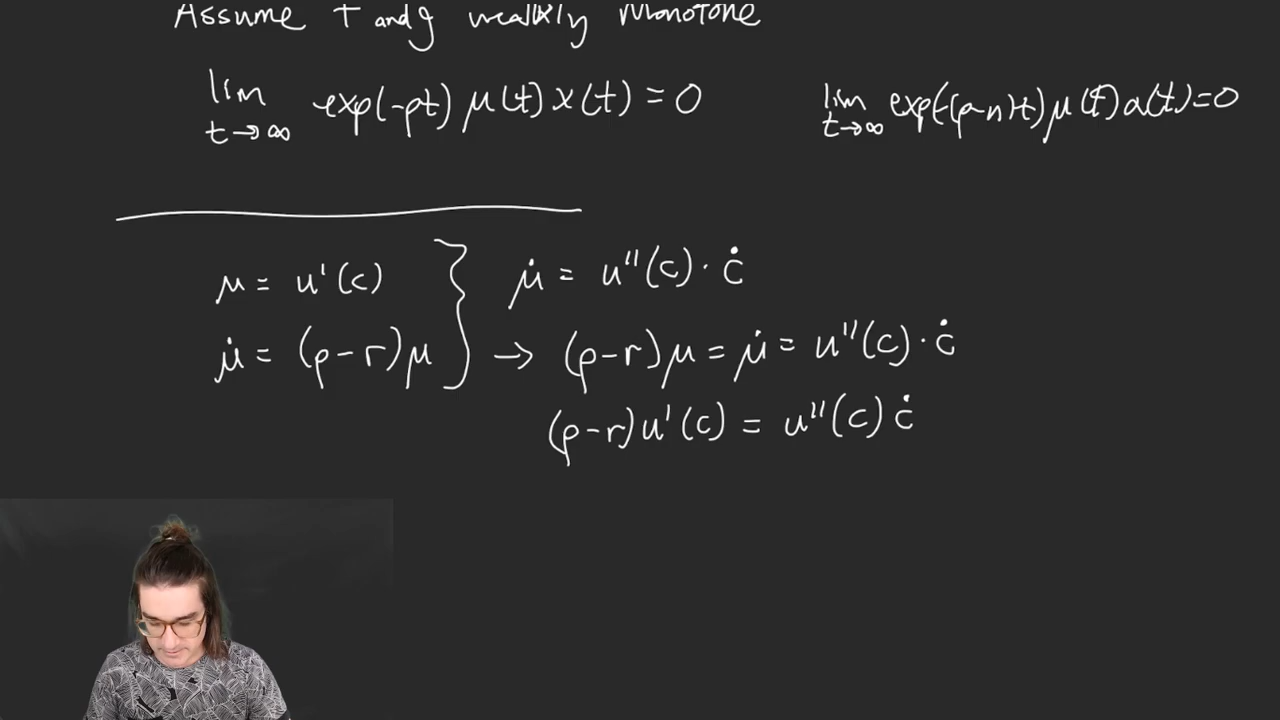 Assume f and g weakly monotone
lim t→∞ exp(-ρt) μ(t) x(t) = 0
lim t→∞ exp(-(ρ-n)t) μ(t) a(t) = 0
μ = u'(c)
μ̇ = u''(c) · ċ
μ̇ = (ρ-r)μ
→ (ρ-r)μ = μ̇ = u''(c) · ċ
(ρ-r)u'(c) = u''(c) ċ